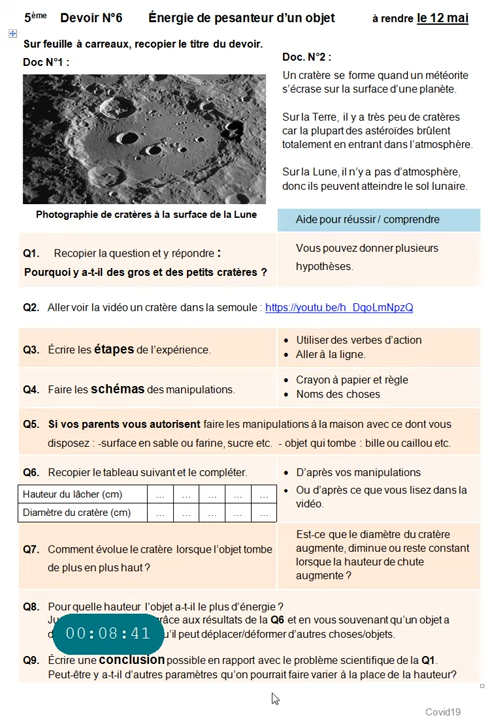 5ème Devoir N°6 Énergie de pesanteur d'un objet à rendre le 12 mai
Sur feuille à carreaux, recopier le titre du devoir.
Doc N°1 :
Photographie de cratères à la surface de la Lune
Doc. N°2 :
Un cratère se forme quand un météorite
s'écrase sur la surface d'une planète.
Sur la Terre, il y a très peu de cratères
car la plupart des astéroïdes brûlent
totalement en entrant dans l'atmosphère.
Sur la Lune, il n'y a pas d'atmosphère,
donc ils peuvent atteindre le sol lunaire.
Aide pour réussir / comprendre
Q1. Recopier la question et y répondre :
Pourquoi y a-t-il des gros et des petits cratères ?
Vous pouvez donner plusieurs
hypothèses.
Q2. Aller voir la vidéo un cratère dans la semoule : https://youtu.be/h_DqoLmNpzQ
Q3. Écrire les étapes de l'expérience.
• Utiliser des verbes d'action
• Aller à la ligne.
Q4. Faire les schémas des manipulations.
• Crayon à papier et règle
• Noms des choses
Q5. Si vos parents vous autorisent faire les manipulations à la maison avec ce dont vous
disposez : -surface en sable ou farine, sucre etc. - objet qui tombe : bille ou caillou etc.
Q6. Recopier le tableau suivant et le compléter.
Hauteur du lâcher (cm) ... ... ... ... ...
Diamètre du cratère (cm) ... ... ... ... ...
• D'après vos manipulations
• Ou d'après ce que vous lisez dans la
vidéo.
Q7. Comment évolue le cratère lorsque l'objet tombe
de plus en plus haut ?
Est-ce que le diamètre du cratère
augmente, diminue ou reste constant
lorsque la hauteur de chute
augmente ?
Q8. Pour quelle hauteur l'objet a-t-il le plus d'énergie ?
grâce aux résultats de la Q6 et en vous souvenant qu'un objet a
qu'il peut déplacer/déformer d'autres choses/objets.
00:08:41
Q9. Écrire une conclusion possible en rapport avec le problème scientifique de la Q1.
Peut-être y a-t-il d'autres paramètres qu'on pourrait faire varier à la place de la hauteur?
Covid19